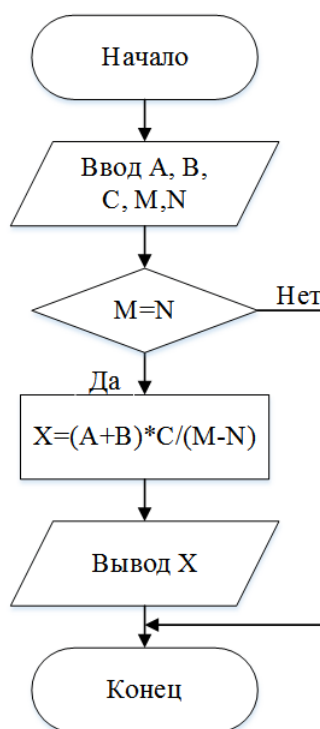 Начало
Ввод A, B,
C, M,N
M=N
Нет
Да
X=(A+B)*C/(M-N)
Вывод X
Конец